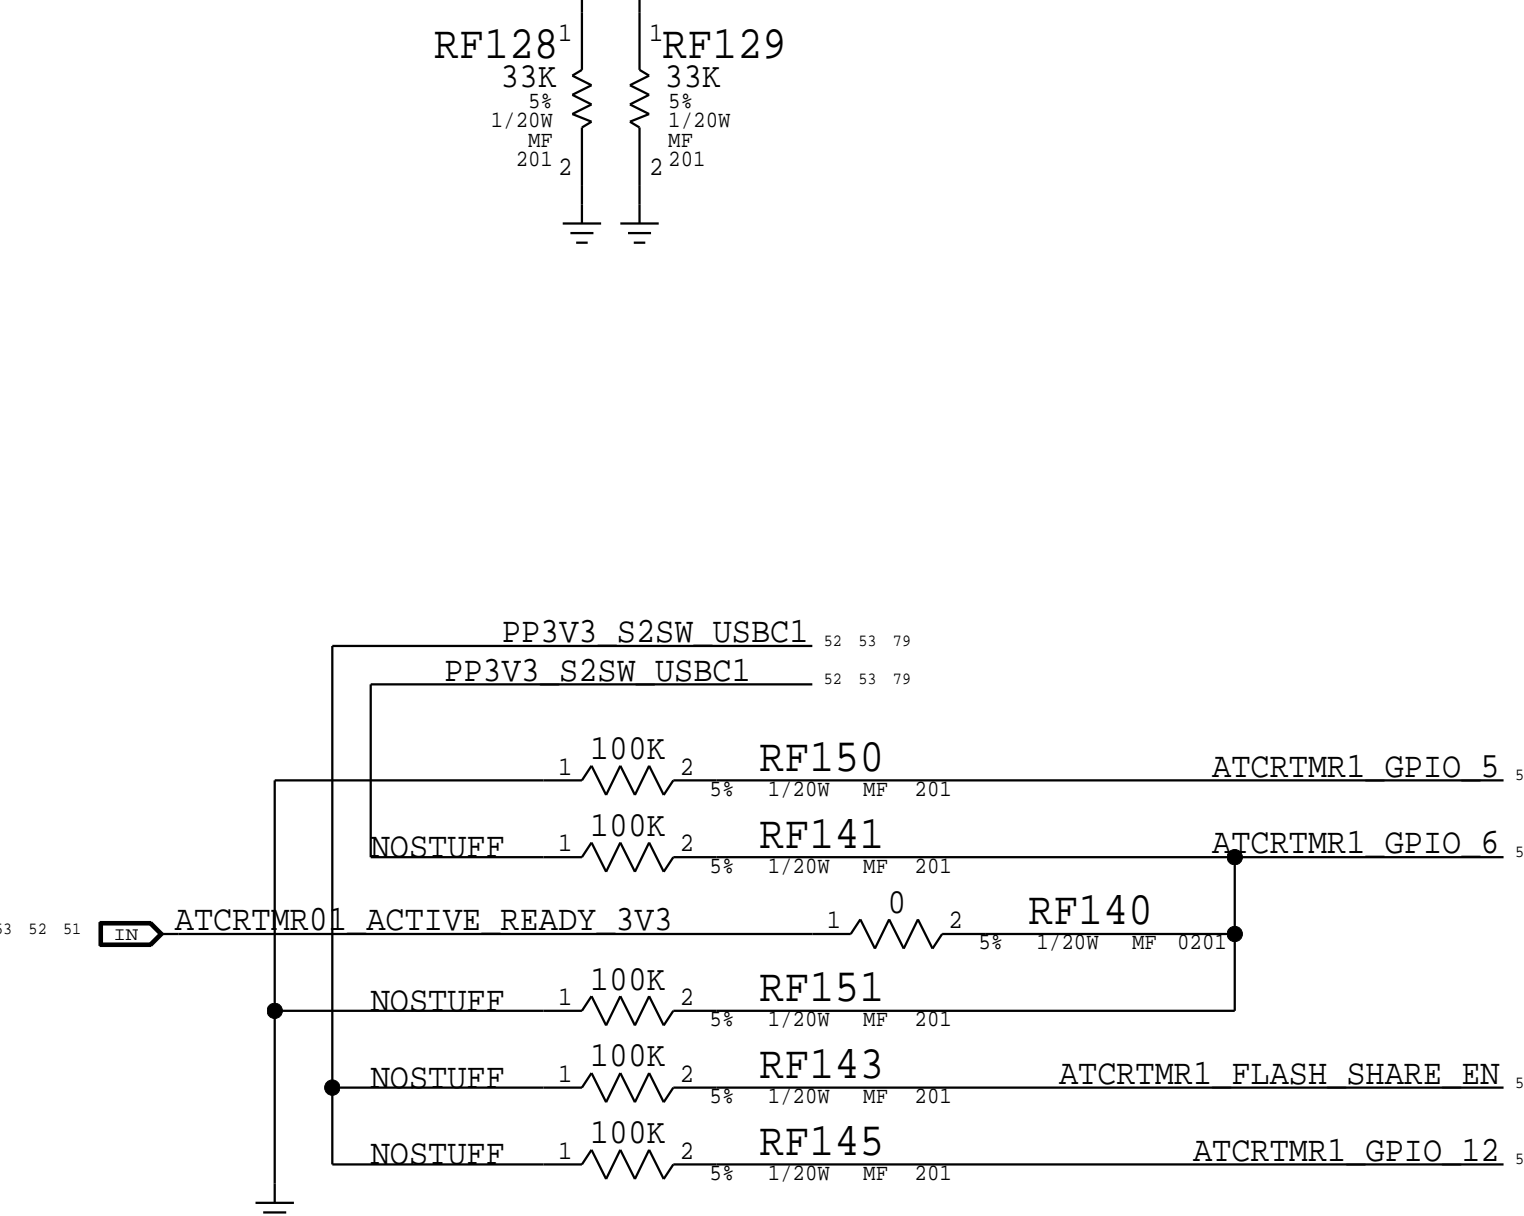 RF128 1 1 RF129
33K 33K
5% 5%
1/20W 1/20W
MF MF
201 2 2 201
PP3V3_S2SW_USBC1 52 53 79
PP3V3_S2SW_USBC1 52 53 79
1 100K 2 RF150 ATCRTMR1_GPIO_5 5
5% 1/20W MF 201
NOSTUFF 1 100K 2 RF141 ATCRTMR1_GPIO_6 5
5% 1/20W MF 201
53 52 51 IN ATCRTMR01_ACTIVE_READY_3V3 1 0 2 RF140
5% 1/20W MF 0201
NOSTUFF 1 100K 2 RF151
5% 1/20W MF 201
NOSTUFF 1 100K 2 RF143 ATCRTMR1_FLASH_SHARE_EN 5
5% 1/20W MF 201
NOSTUFF 1 100K 2 RF145 ATCRTMR1_GPIO_12 5
5% 1/20W MF 201